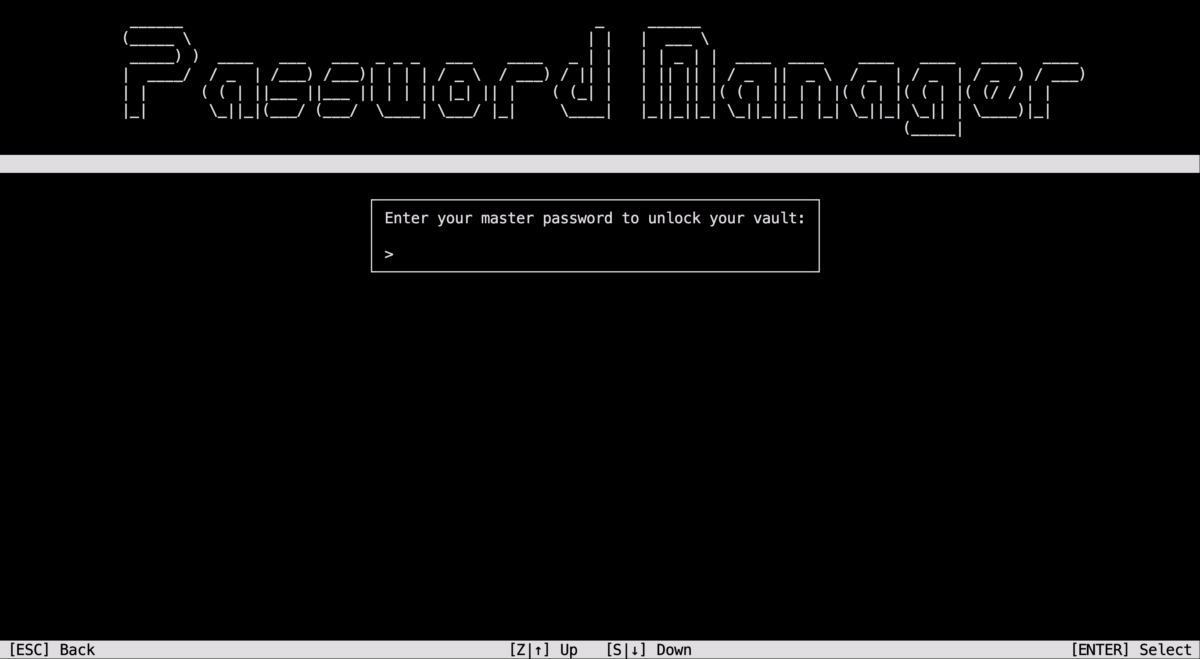 Password Manager
Enter your master password to unlock your vault:
>
[ESC] Back
[Z|↑] Up
[S|↓] Down
[ENTER] Select